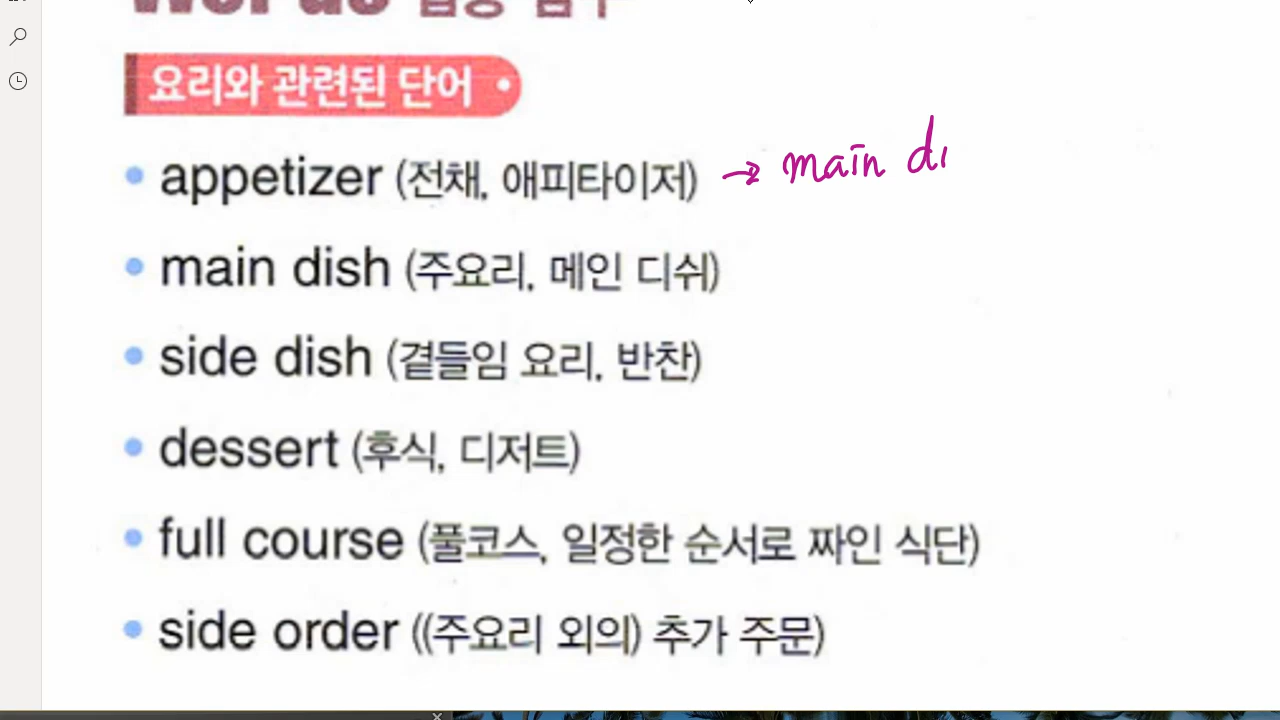 요리와 관련된 단어
appetizer (전채, 애피타이저) → main di
main dish (주요리, 메인 디쉬)
side dish (곁들임 요리, 반찬)
dessert (후식, 디저트)
full course (풀코스, 일정한 순서로 짜인 식단)
side order ((주요리 외의) 추가 주문)